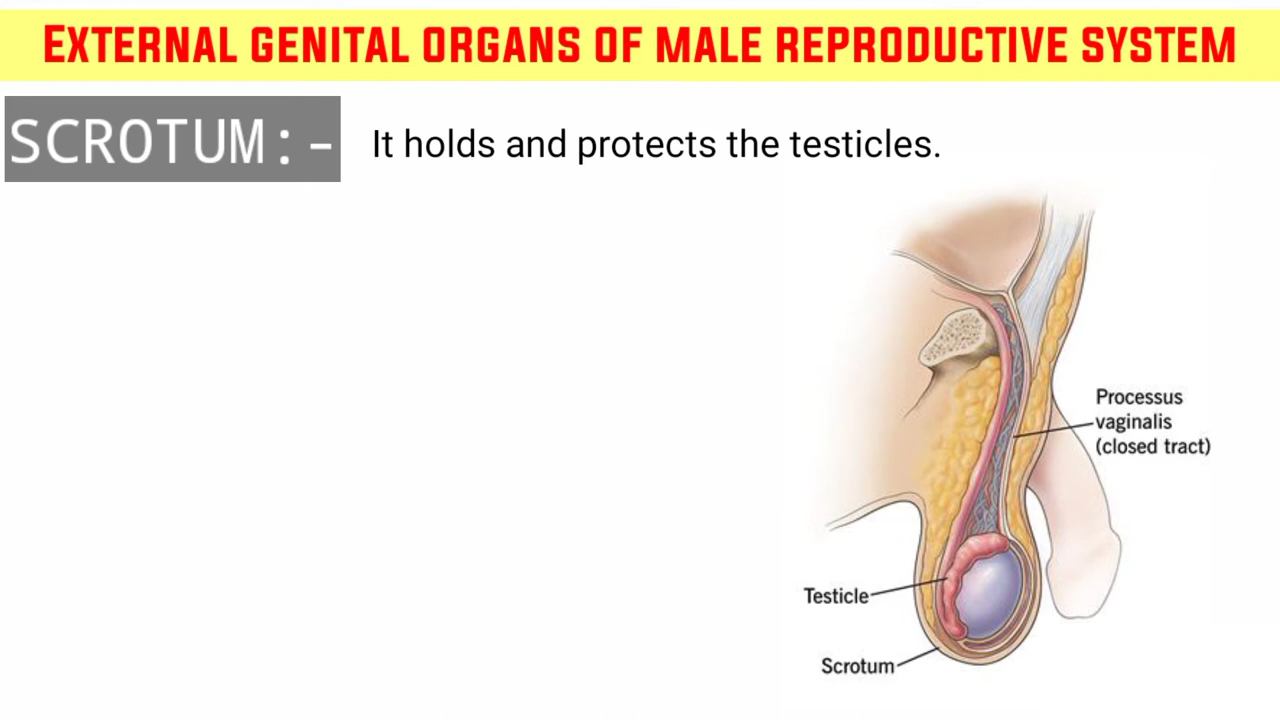 EXTERNAL GENITAL ORGANS OF MALE REPRODUCTIVE SYSTEM
SCROTUM:- It holds and protects the testicles.
Processus
vaginalis
(closed tract)
Testicle
Scrotum